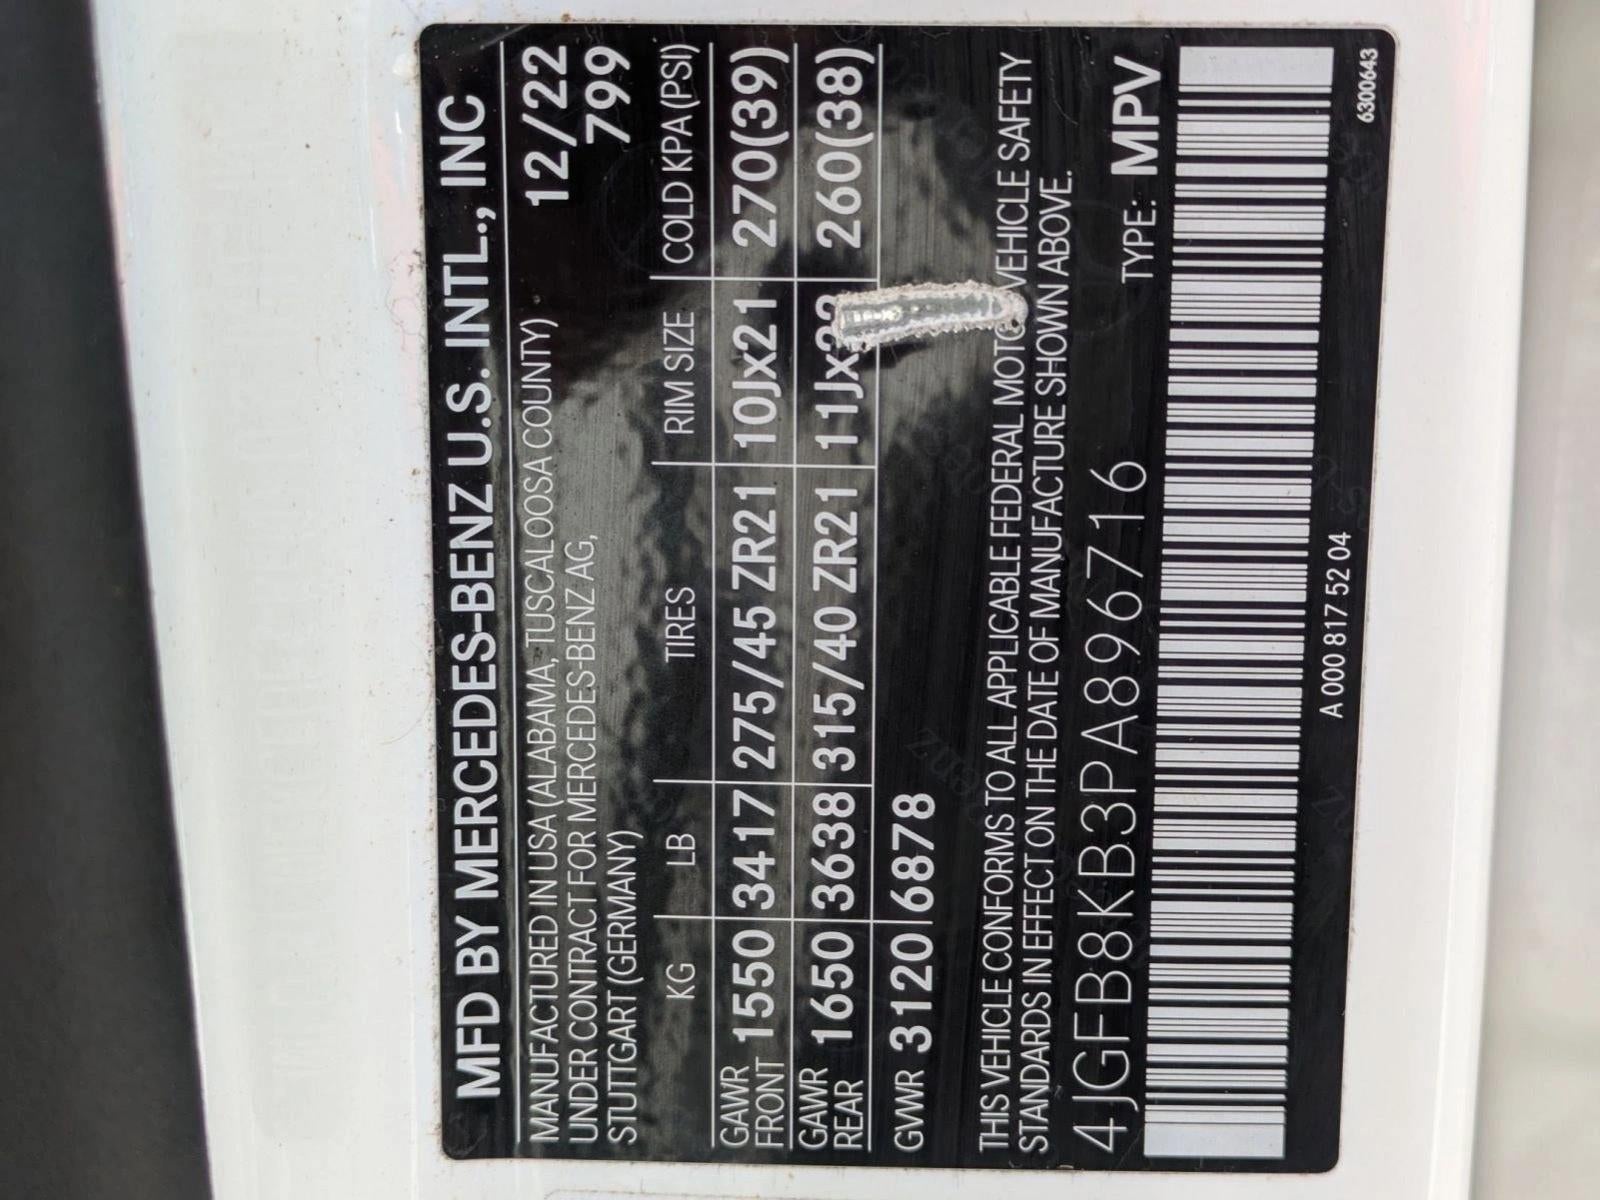 MFD BY MERCEDES-BENZ U.S. INTL., INC
MANUFACTURED IN USA (ALABAMA, TUSCALOOSA COUNTY) 12/22
UNDER CONTRACT FOR MERCEDES-BENZ AG, 799
STUTTGART (GERMANY)
KG LB TIRES RIM SIZE COLD KPA (PSI)
GAWR FRONT 1550 3417 275/45 ZR21 10Jx21 270(39)
GAWR REAR 1650 3638 315/40 ZR21 260(38)
GVWR 3120 6878
THIS VEHICLE CONFORMS TO ALL APPLICABLE FEDERAL MOTOR VEHICLE SAFETY
STANDARDS IN EFFECT ON THE DATE OF MANUFACTURE SHOWN ABOVE.
4JGFB8KB3PA896716 TYPE: MPV
A 000 817 52 04 6300643